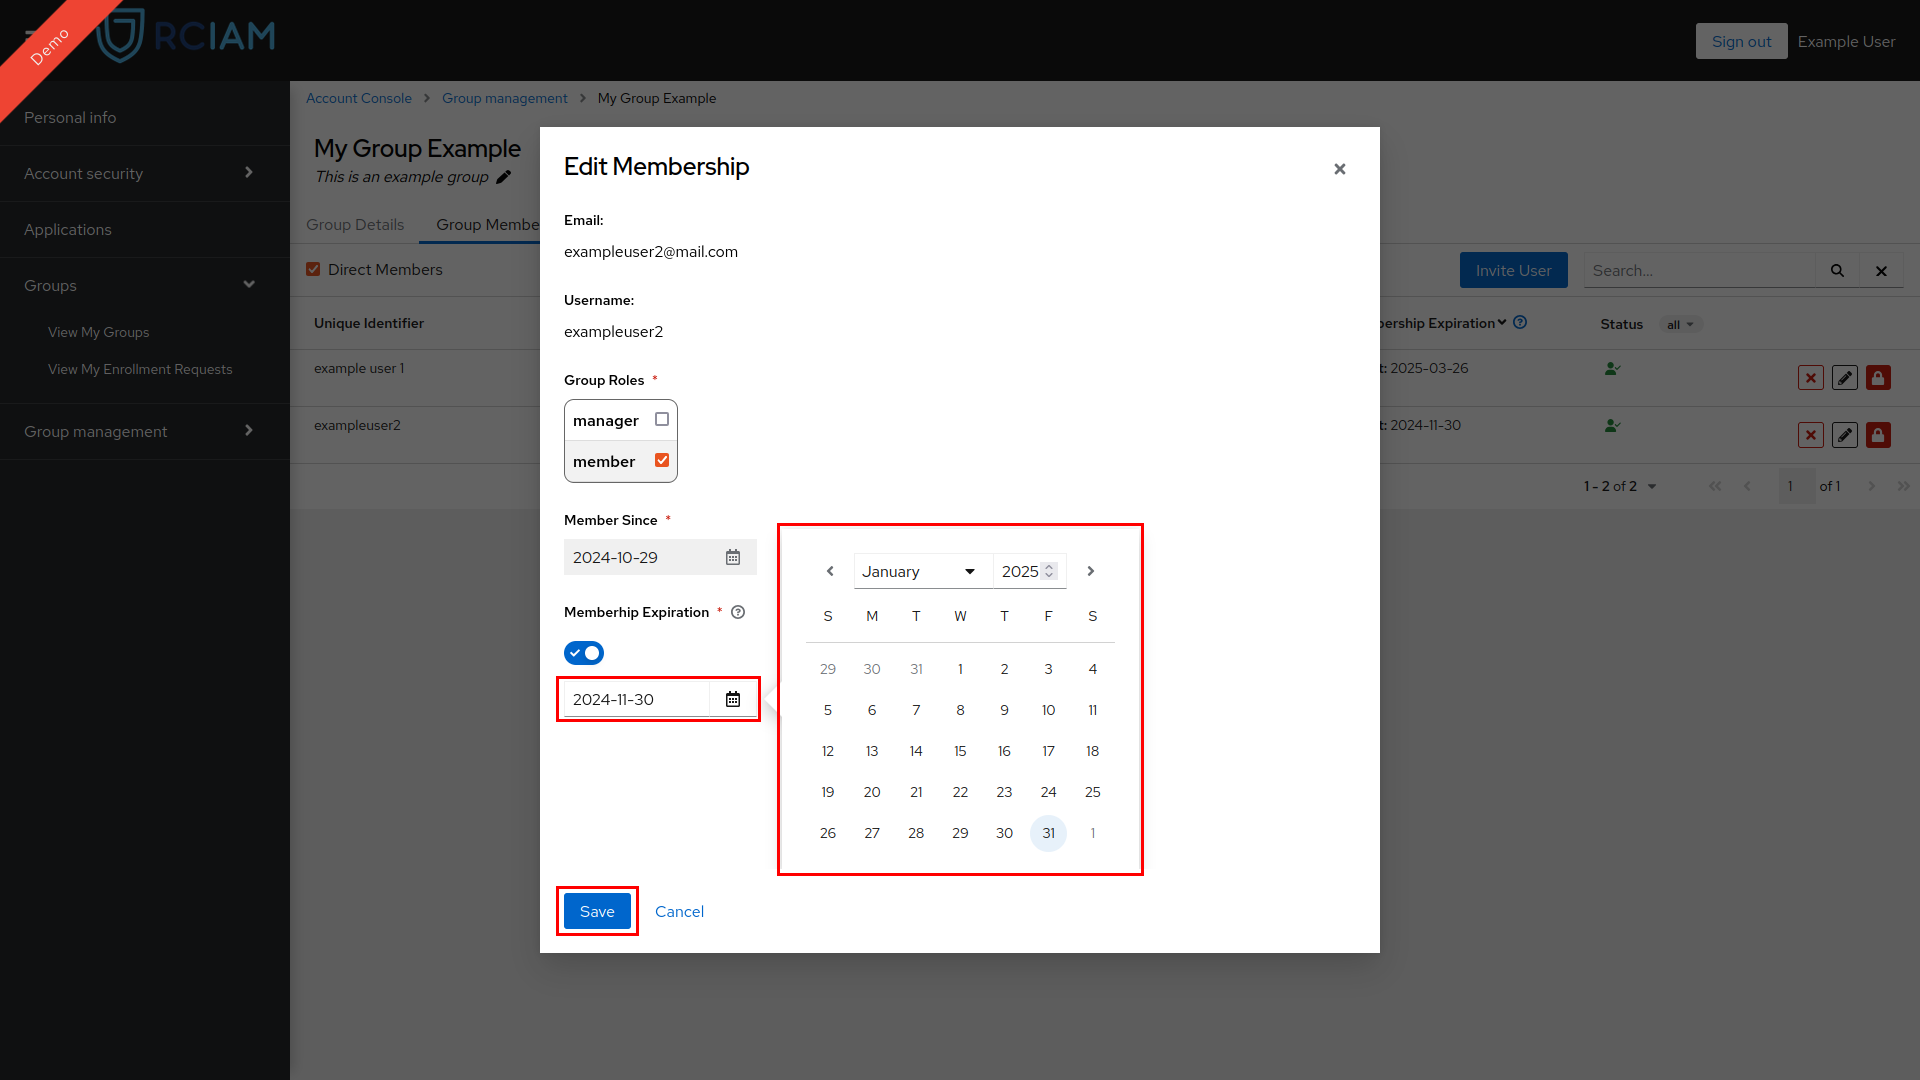 Demo
RCIAM
Sign out
Example User
Personal info
Account security
Applications
Groups
View My Groups
View My Enrollment Requests
Group management
Account Console
Group management
My Group Example
My Group Example
This is an example group
Group Details
Group Membe
Direct Members
Invite User
Search...
Unique Identifier
ership Expiration
Status
all
example user 1
t: 2025-03-26
exampleuser2
t: 2024-11-30
1 - 2 of 2
1 of 1
Edit Membership
Email:
exampleuser2@mail.com
Username:
exampleuser2
Group Roles *
manager
member
Member Since *
2024-10-29
Memberhip Expiration *
2024-11-30
January 2025
S M T W T F S
29 30 31 1 2 3 4
5 6 7 8 9 10 11
12 13 14 15 16 17 18
19 20 21 22 23 24 25
26 27 28 29 30 31 1
Save
Cancel